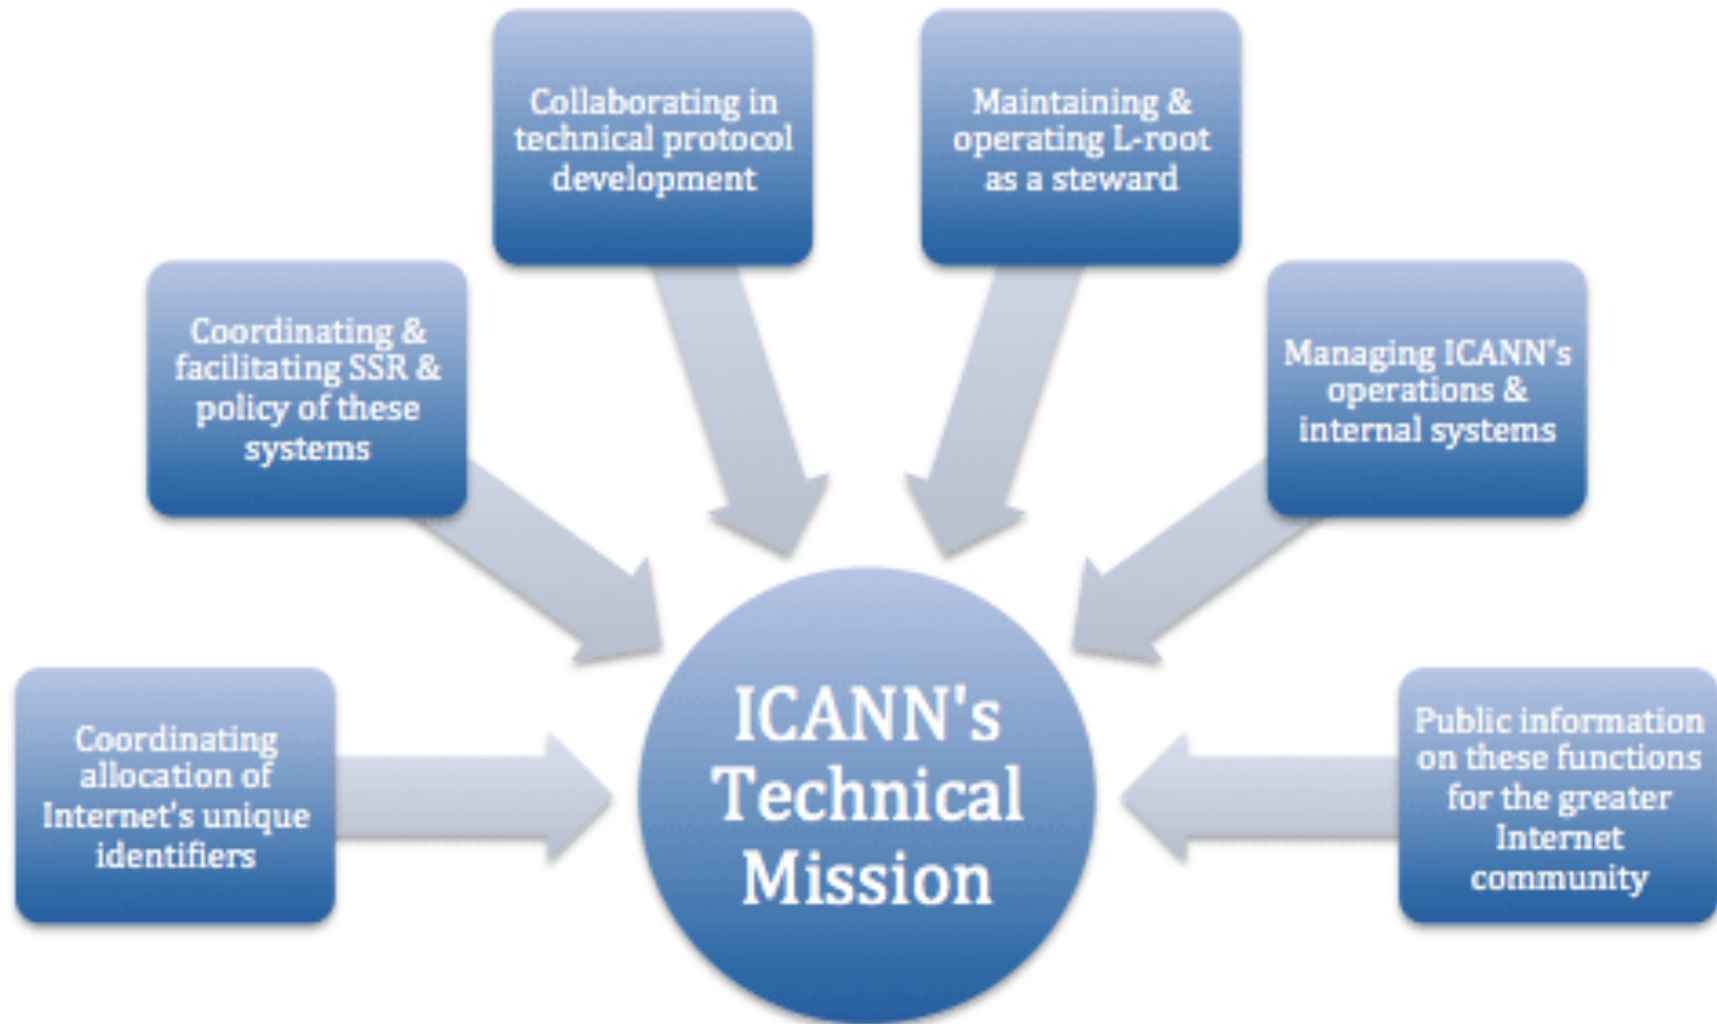 Collaborating in
technical protocol
development
Maintaining &
operating L-root
as a steward
Coordinating &
facilitating SSR &
policy of these
systems
Managing ICANN's
operations &
internal systems
Coordinating
allocation of
Internet's unique
identifiers
ICANN's
Technical
Mission
Public information
on these functions
for the greater
Internet
community